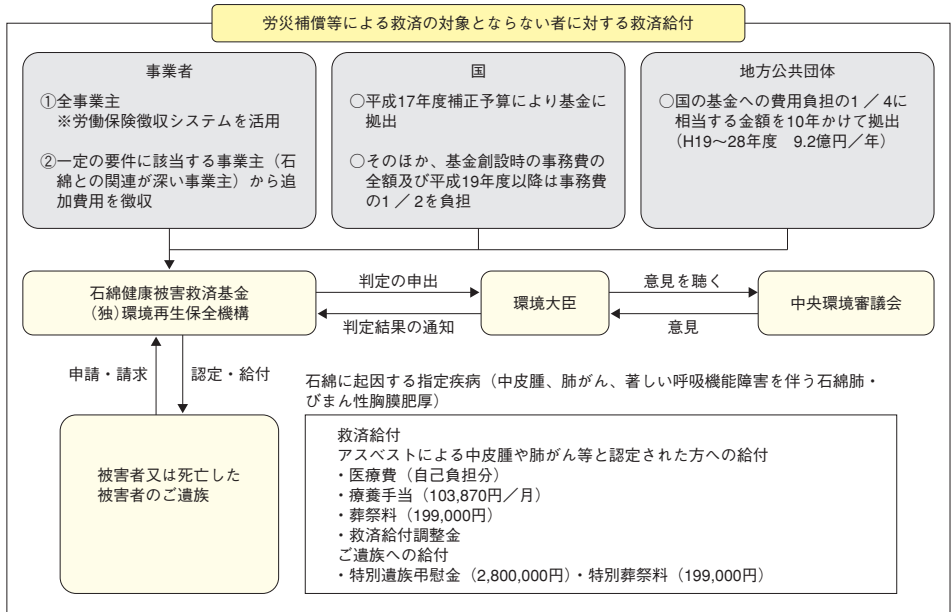 労災補償等による救済の対象とならない者に対する救済給付
事業者
①全事業主
※労働保険徴収システムを活用
②一定の要件に該当する事業主（石
綿との関連が深い事業主）から追
加費用を徴収
国
○平成17年度補正予算により基金に
拠出
○そのほか、基金創設時の事務費の
全額及び平成19年度以降は事務費
の1／2を負担
地方公共団体
○国の基金への費用負担の1／4に
相当する金額を10年かけて拠出
（H19～28年度　9.2億円／年）
石綿健康被害救済基金
（独）環境再生保全機構
判定の申出
判定結果の通知
環境大臣
意見を聴く
意見
中央環境審議会
申請・請求
認定・給付
被害者又は死亡した
被害者のご遺族
石綿に起因する指定疾病（中皮腫、肺がん、著しい呼吸機能障害を伴う石綿肺・
びまん性胸膜肥厚）
救済給付
アスベストによる中皮腫や肺がん等と認定された方への給付
・医療費（自己負担分）
・療養手当（103,870円／月）
・葬祭料（199,000円）
・救済給付調整金
ご遺族への給付
・特別遺族弔慰金（2,800,000円）・特別葬祭料（199,000円）